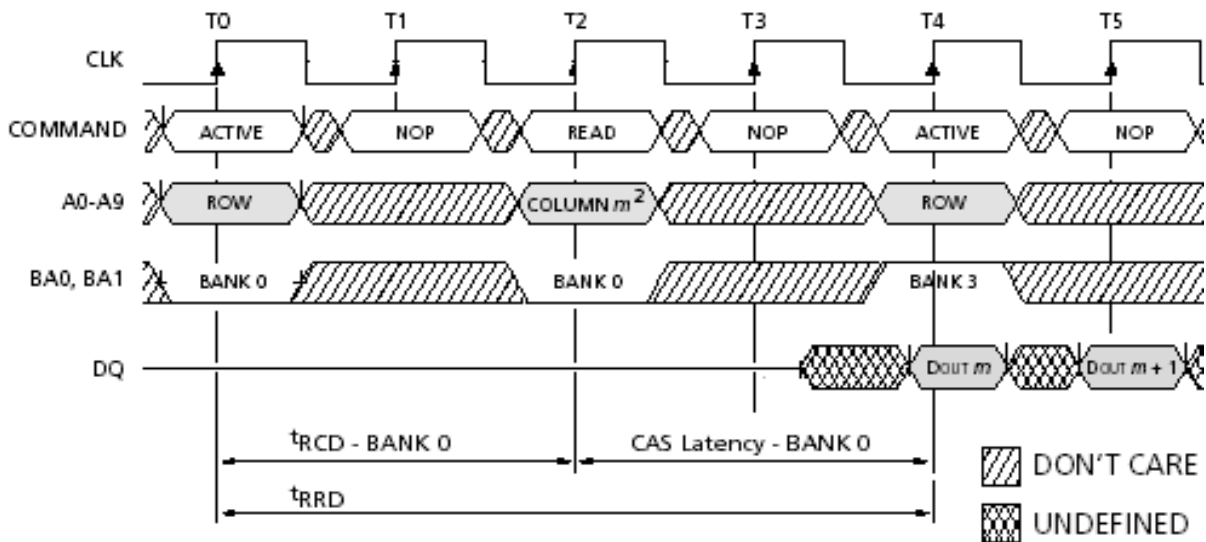 T0 T1 T2 T3 T4 T5
CLK
COMMAND ACTIVE NOP READ NOP ACTIVE NOP
A0-A9 ROW COLUMN m² ROW
BA0, BA1 BANK 0 BANK 0 BANK 3
DQ DOUT m DOUT m + 1
tRCD - BANK 0 CAS Latency - BANK 0
DON'T CARE
tRRD
UNDEFINED